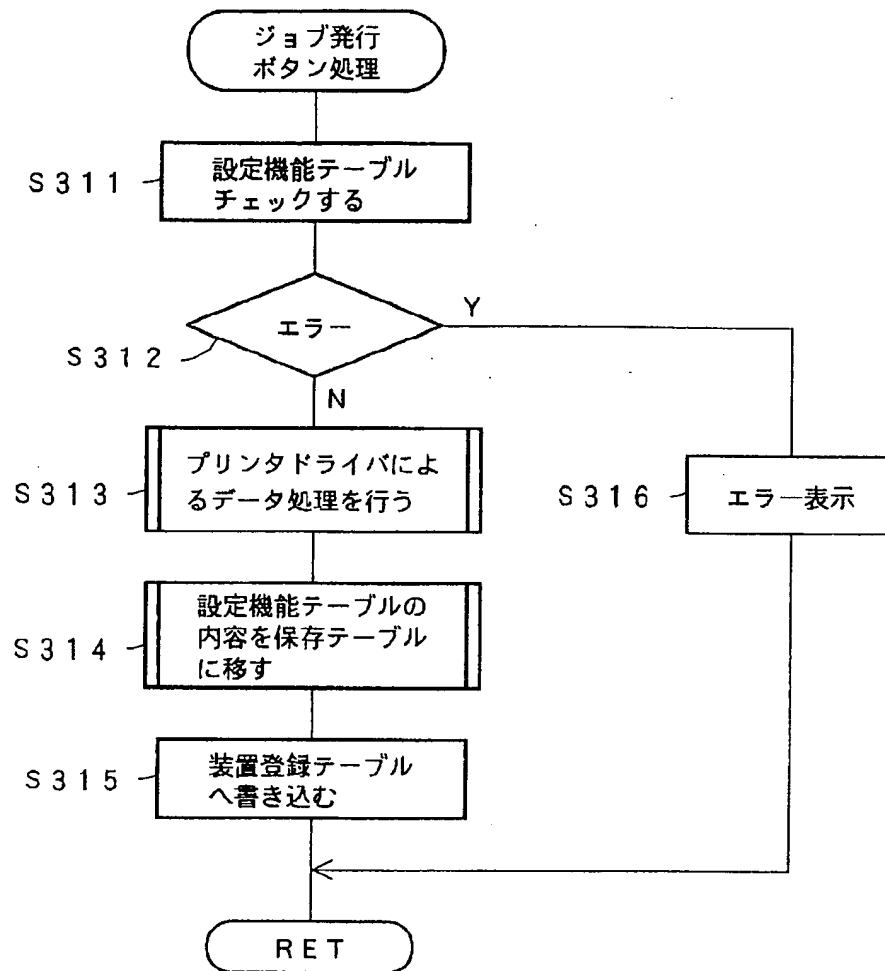 ジョブ発行
ボタン処理
S311
設定機能テーブル
チェックする
エラー
Y
S312
N
S313
プリンタドライバによ
るデータ処理を行う
S316
エラー表示
S314
設定機能テーブルの
内容を保存テーブル
に移す
S315
装置登録テーブル
へ書き込む
RET